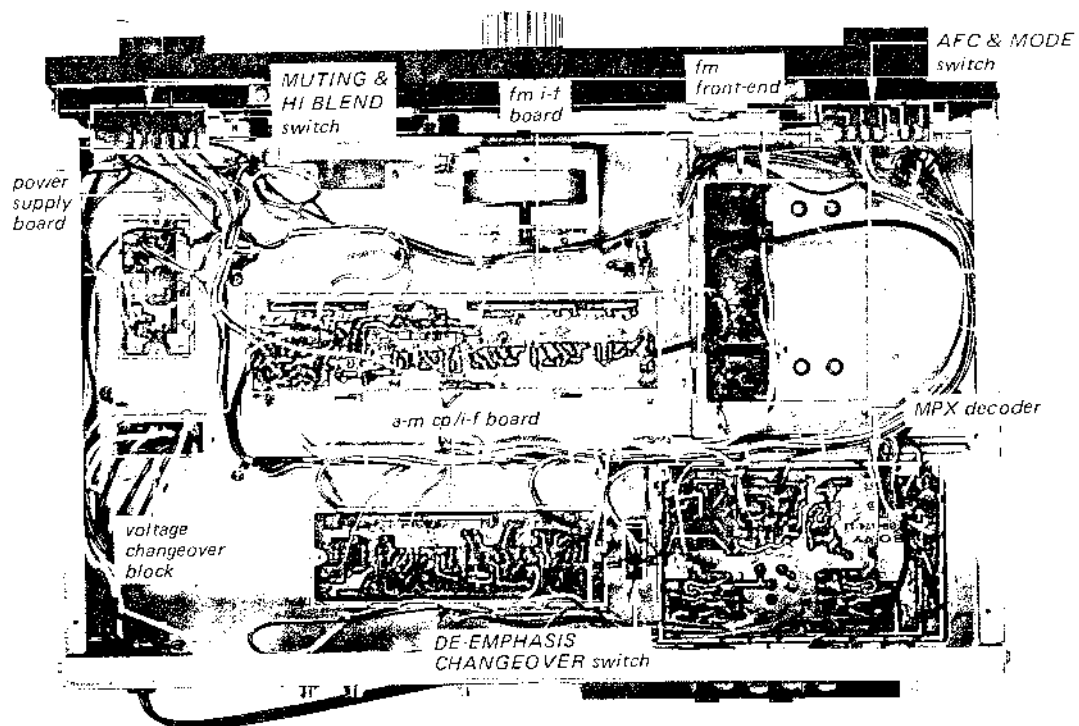 AFC & MODE
switch
MUTING &
HI BLEND
switch
fm i-f
board
fm
front-end
power
supply
board
a-m cp/i-f board
MPX decoder
voltage
changeover
block
DE-EMPHASIS
CHANGEOVER switch